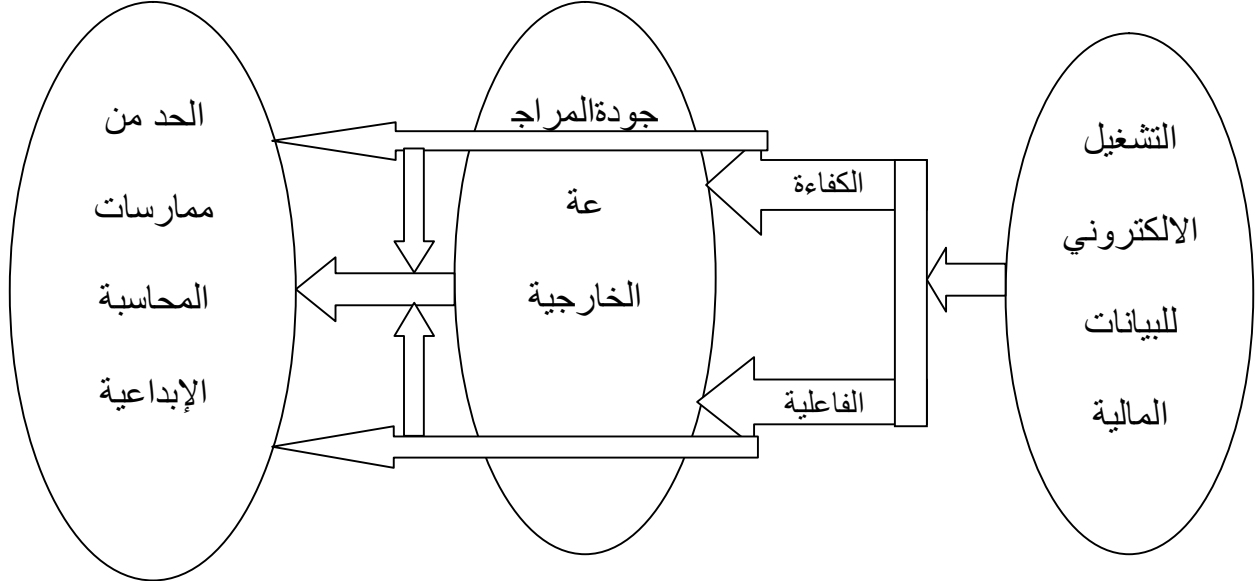 التشغيل
الالكتروني
للبيانات
المالية
الكفاءة
الفاعلية
جودةالمراج
عة
الخارجية
الحد من
ممارسات
المحاسبة
الإبداعية